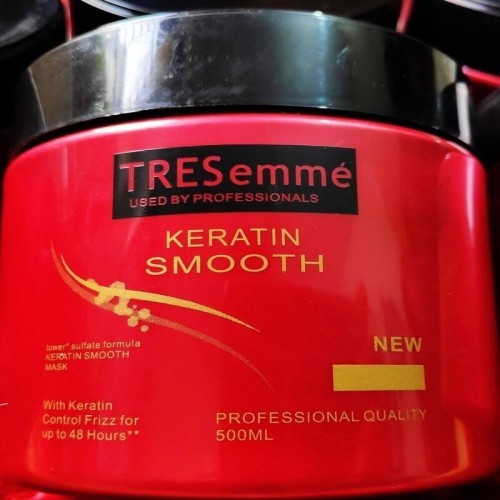 TRESemmé
USED BY PROFESSIONALS
KERATIN
SMOOTH
lower* sulfate formula
KERATIN SMOOTH
MASK
NEW
With Keratin
Control Frizz for
up to 48 Hours**
PROFESSIONAL QUALITY
500ML